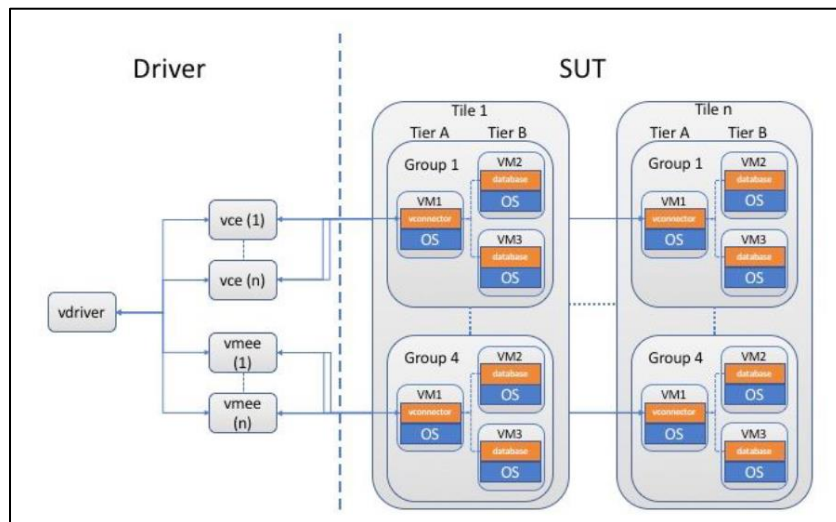 Driver
SUT
Tile 1
Tier A Tier B
Group 1
VM2
database
OS
VM1
vconnector
OS
VM3
database
OS
Group 4
VM2
database
OS
VM1
vconnector
OS
VM3
database
OS
Tile n
Tier A Tier B
Group 1
VM2
database
OS
VM1
vconnector
OS
VM3
database
OS
Group 4
VM2
database
OS
VM1
vconnector
OS
VM3
database
OS
vce (1)
vce (n)
vdriver
vmee
(1)
vmee
(n)